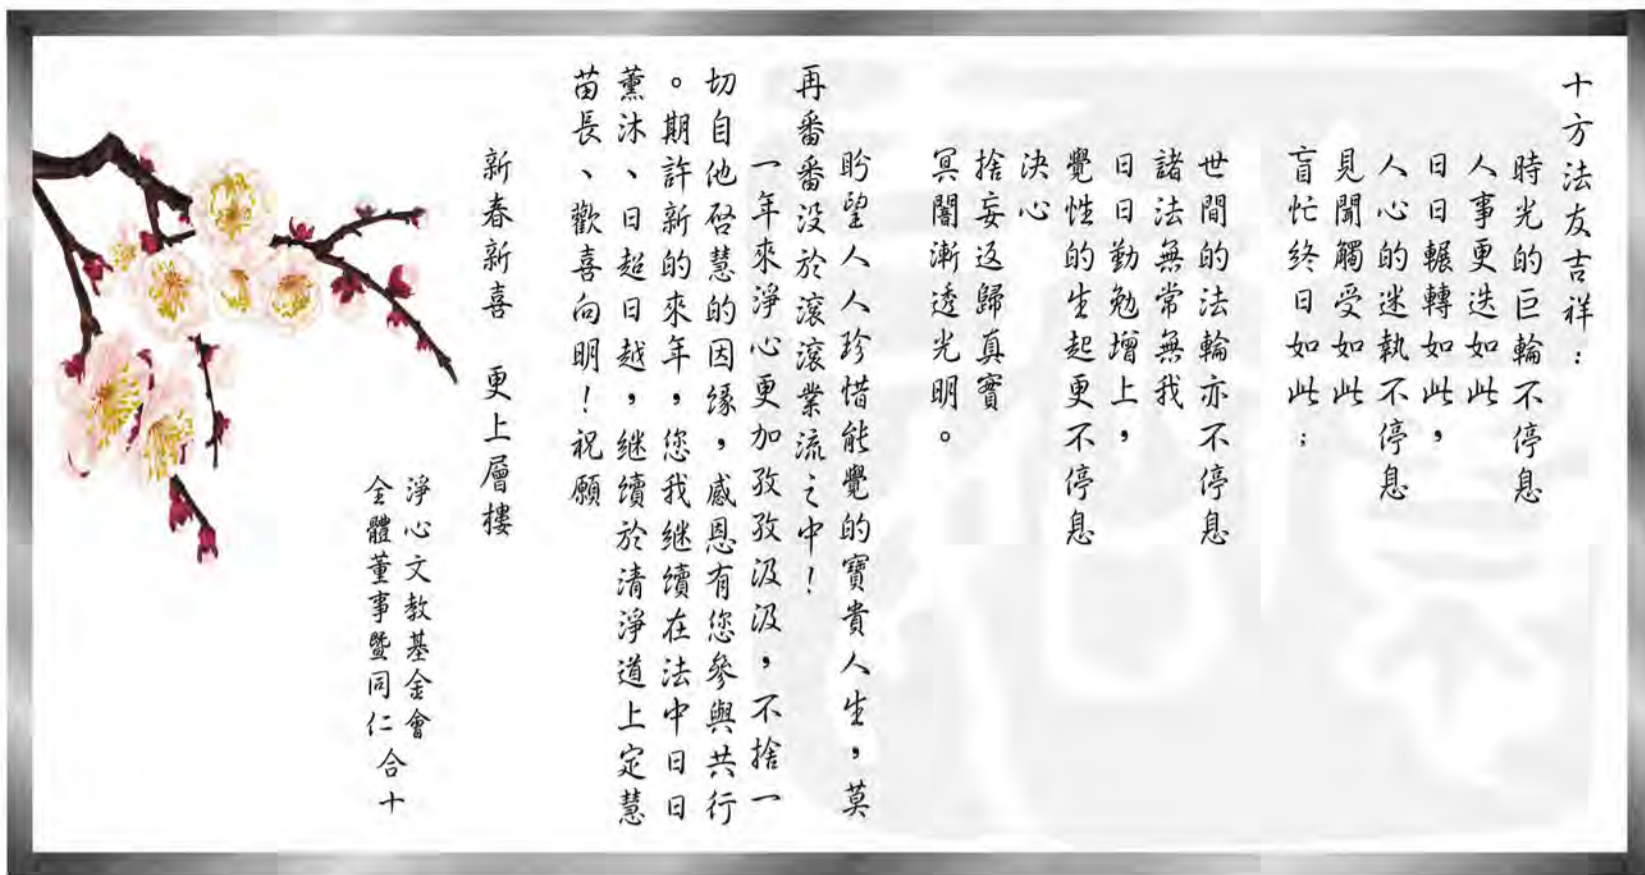 十方法友吉祥：
時光的巨輪不停息
人事更迭如此
日日輾轉如此，
人心的迷執不停息
見聞觸受如此
盲忙終日如此；
世間的法輪亦不停息
諸法無常無我
日日勤勉增上，
覺性的生起更不停息
決心
捨妄返歸真實
冥闇漸透光明。
盼望人人珍惜能覺的寶貴人生，莫
再番番没於滾滾業流之中！
一年來淨心更加孜孜汲汲，不捨一
切自他啓慧的因緣，感恩有您參與共行
。期許新的來年，您我継續在法中日日
薰沐、日超日越，継續於清淨道上定慧
苗長、歡喜向明！祝願
新春新喜　更上層樓
淨心文教基金會
全體董事暨同仁 合十